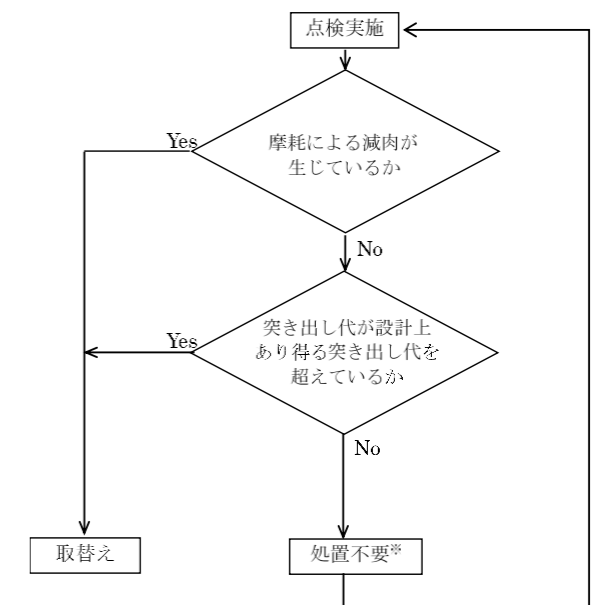 点検実施
Yes
摩耗による減肉が
生じているか
No
Yes
突き出し代が設計上
あり得る突き出し代を
超えているか
No
取替え
処置不要※